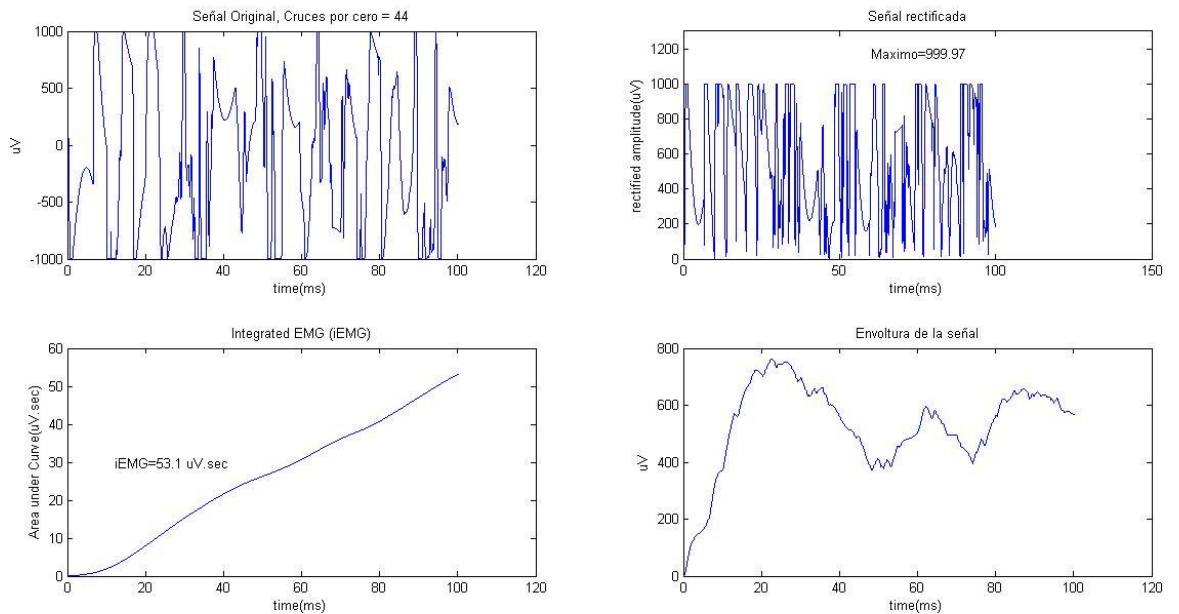 Señal Original, Cruces por cero = 44
1000
500
0
-500
-1000
uV
0 20 40 60 80 100 120
time(ms)
Señal rectificada
Maximo=999.97
1200
1000
800
600
400
200
0
rectified amplitude(uV)
0 50 100 150
time(ms)
Integrated EMG (iEMG)
60
50
40
30
20
10
0
Area under Curve(uV.sec)
iEMG=53.1 uV.sec
0 20 40 60 80 100 120
time(ms)
Envoltura de la señal
800
600
400
200
0
uV
0 20 40 60 80 100 120
time(ms)